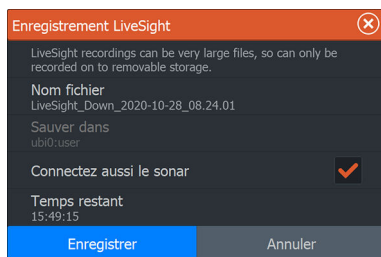 Enregistrement LiveSight
LiveSight recordings can be very large files, so can only be
recorded on to removable storage.
Nom fichier
LiveSight_Down_2020-10-28_08.24.01
Sauver dans
ubi0:user
Connectez aussi le sonar
Temps restant
15:49:15
Enregistrer
Annuler